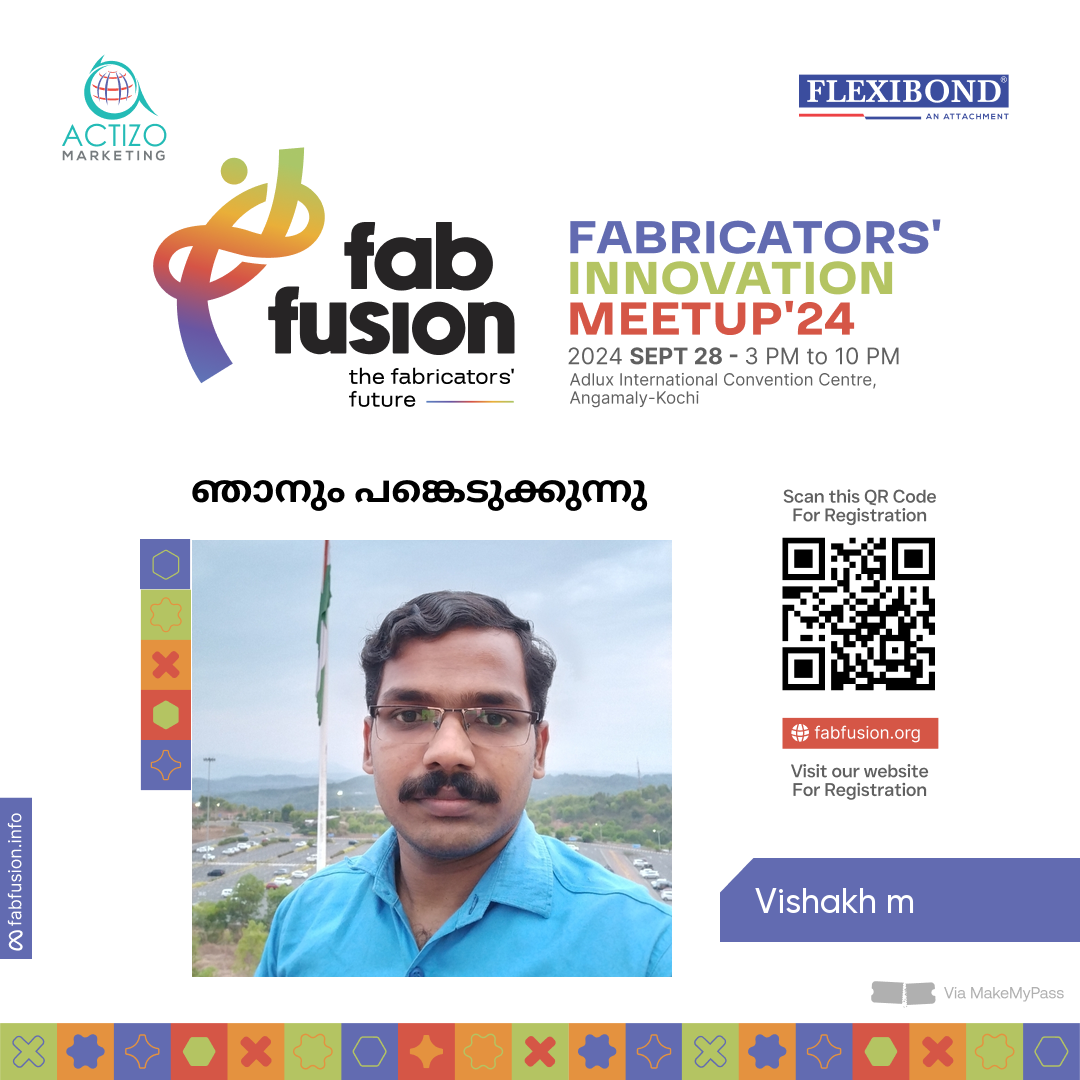 ACTIZO
MARKETING
FLEXIBOND®
AN ATTACHMENT
fab
fusion
the fabricators'
future
FABRICATORS'
INNOVATION
MEETUP'24
2024 SEPT 28 - 3 PM to 10 PM
Adlux International Convention Centre,
Angamaly-Kochi
ഞാനും പങ്കെടുക്കുന്നു
Scan this QR Code
For Registration
fabfusion.org
Visit our website
For Registration
fabfusion.info
Vishakh m
Via MakeMyPass